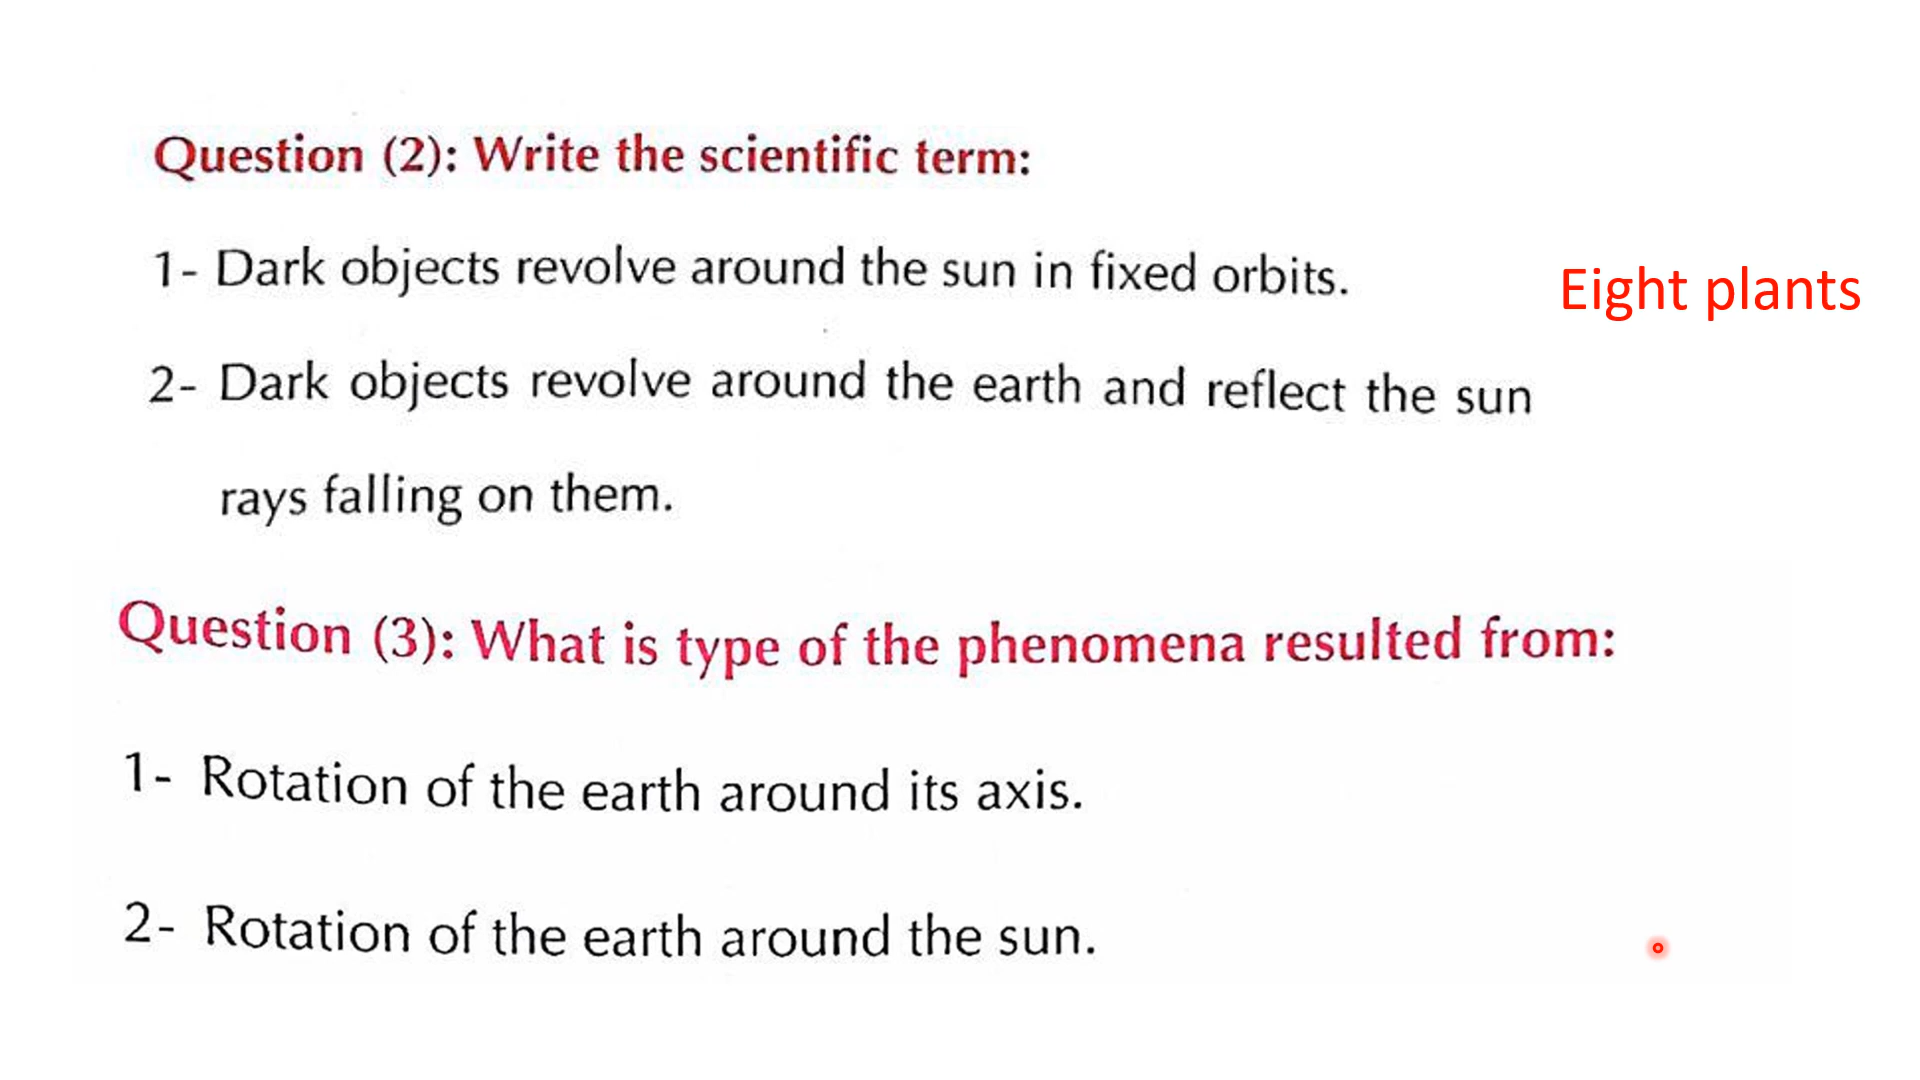 Question (2): Write the scientific term:
1- Dark objects revolve around the sun in fixed orbits.
Eight plants
2- Dark objects revolve around the earth and reflect the sun
rays falling on them.
Question (3): What is type of the phenomena resulted from:
1- Rotation of the earth around its axis.
2- Rotation of the earth around the sun.